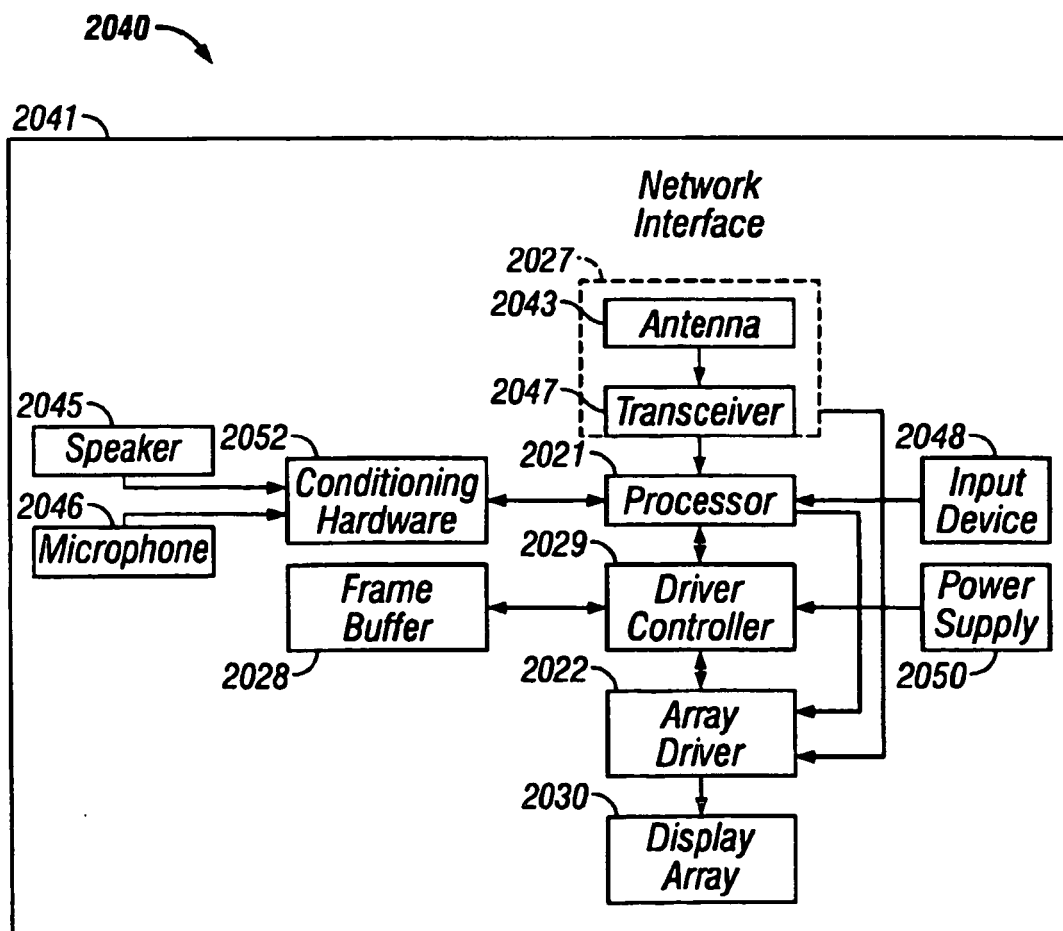 2040
2041
Network
Interface
2027
2043
Antenna
2047
Transceiver
2045
Speaker
2052
Conditioning
Hardware
2021
Processor
2048
Input
Device
2046
Microphone
2029
Driver
Controller
Frame
Buffer
2028
Power
Supply
2050
2022
Array
Driver
2030
Display
Array